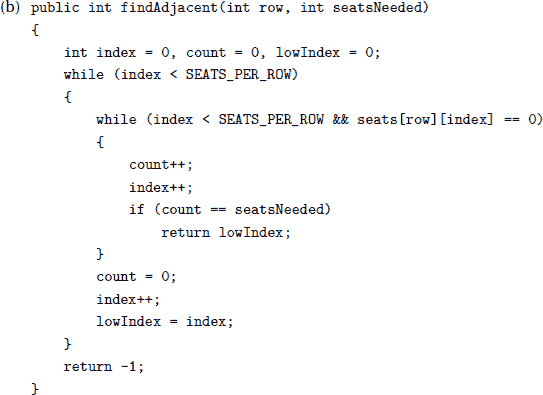 (b) public int findAdjacent(int row, int seatsNeeded)
{
int index = 0, count = 0, lowIndex = 0;
while (index < SEATS_PER_ROW)
{
while (index < SEATS_PER_ROW && seats[row][index] == 0)
{
count++;
index++;
if (count == seatsNeeded)
return lowIndex;
}
count = 0;
index++;
lowIndex = index;
}
return -1;
}